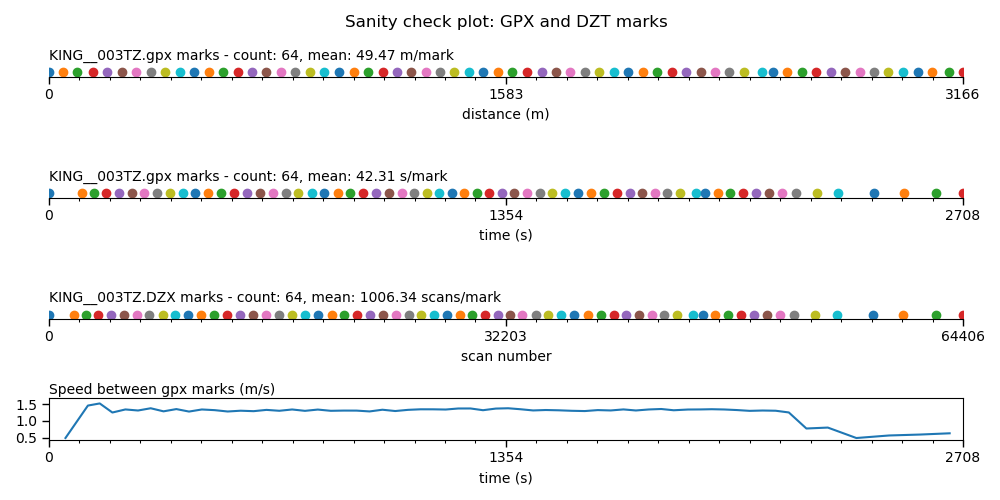 Sanity check plot: GPX and DZT marks
KING__003TZ.gpx marks - count: 64, mean: 49.47 m/mark
0 1583 3166
distance (m)
KING__003TZ.gpx marks - count: 64, mean: 42.31 s/mark
0 1354 2708
time (s)
KING__003TZ.DZX marks - count: 64, mean: 1006.34 scans/mark
0 32203 64406
scan number
Speed between gpx marks (m/s)
1.5
1.0
0.5
0 1354 2708
time (s)